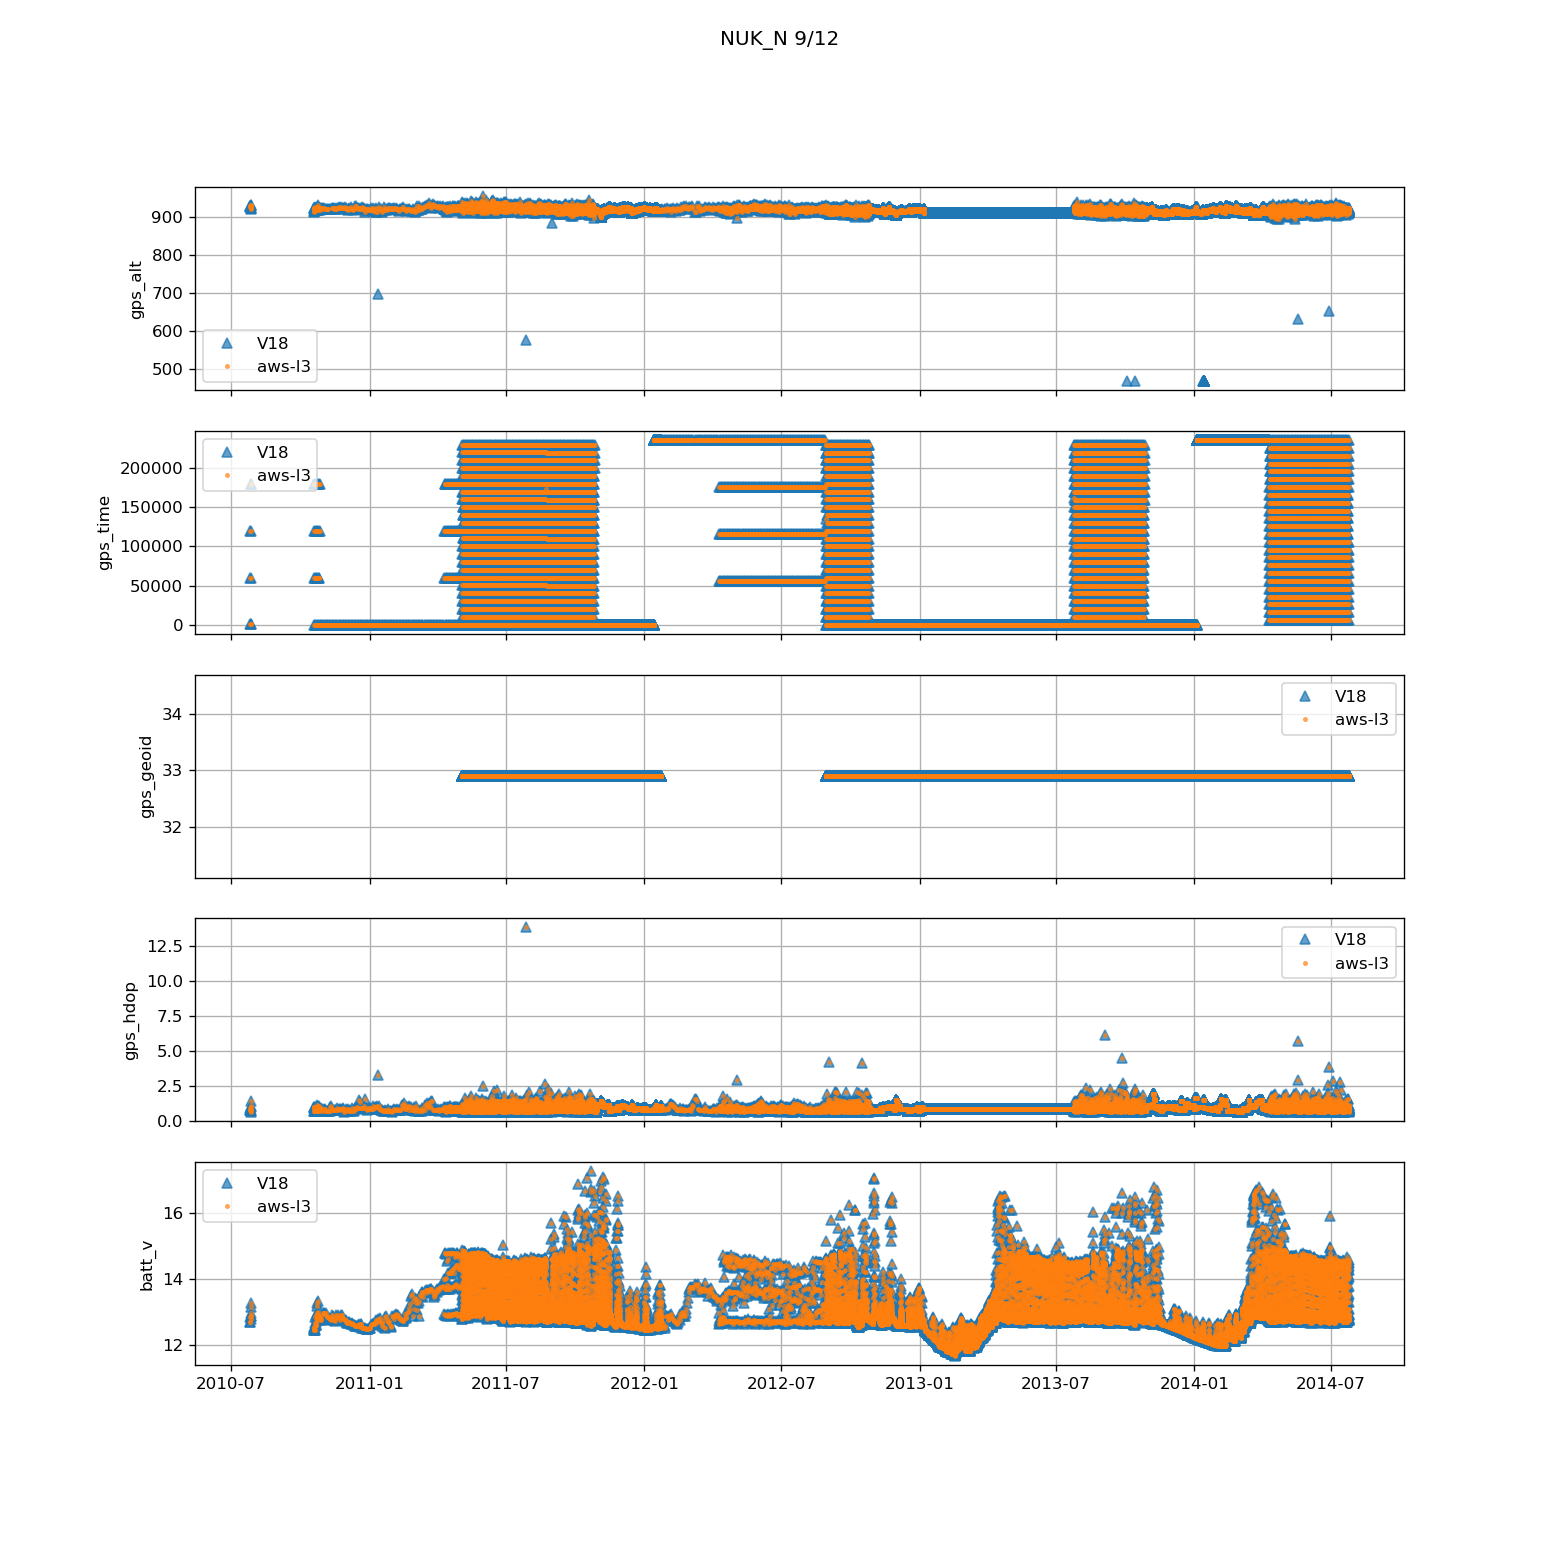 NUK_N 9/12
gps_alt
900
800
700
600
500
V18
aws-l3
gps_time
200000
150000
100000
50000
0
V18
aws-l3
gps_geoid
34
33
32
V18
aws-l3
gps_hdop
12.5
10.0
7.5
5.0
2.5
0.0
V18
aws-l3
batt_v
16
14
12
V18
aws-l3
2010-07 2011-01 2011-07 2012-01 2012-07 2013-01 2013-07 2014-01 2014-07